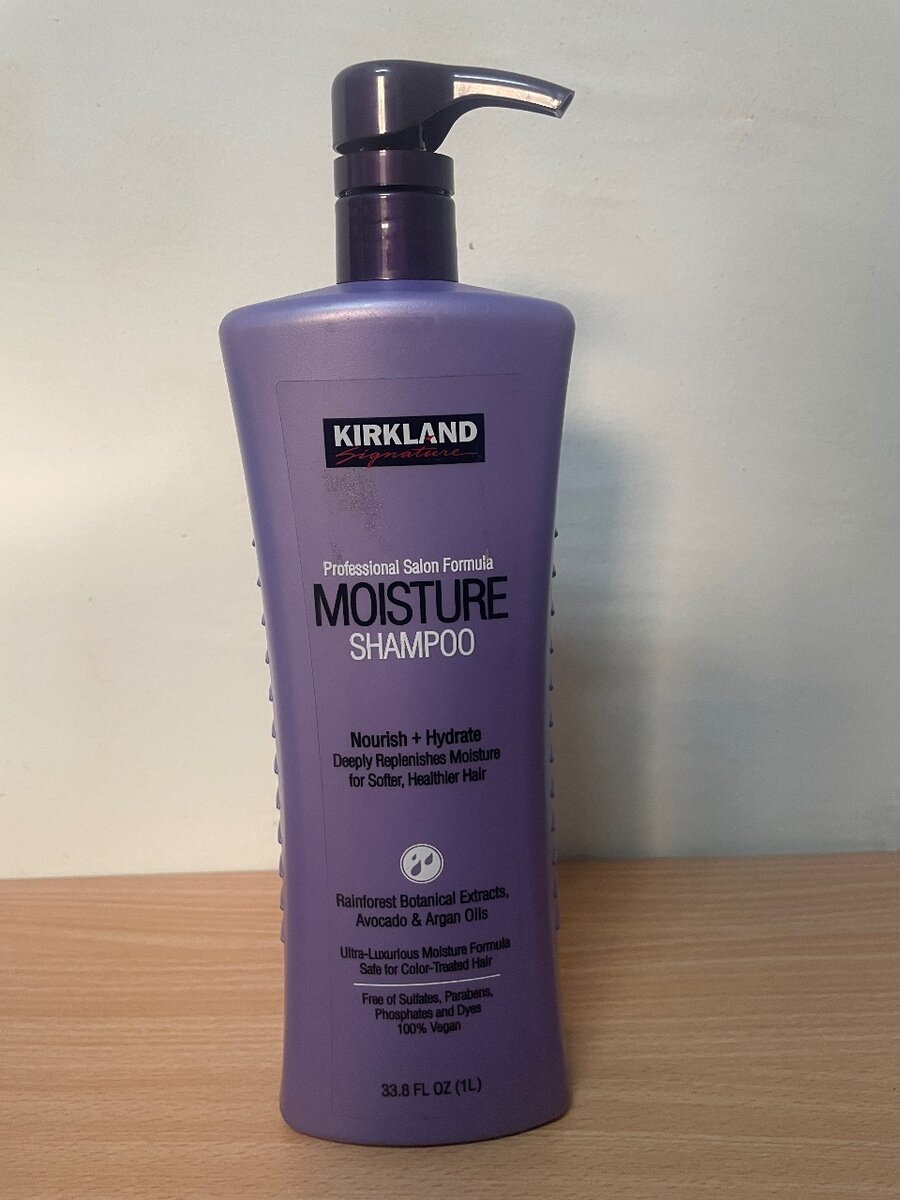 KIRKLAND
Signature
Professional Salon Formula
MOISTURE
SHAMPOO
Nourish + Hydrate
Deeply Replenishes Moisture
for Softer, Healthier Hair
Rainforest Botanical Extracts,
Avocado & Argan Oils
Ultra-Luxurious Moisture Formula
Safe for Color-Treated Hair
Free of Sulfates, Parabens,
Phosphates and Dyes
100% Vegan
33.8 FL OZ (1L)